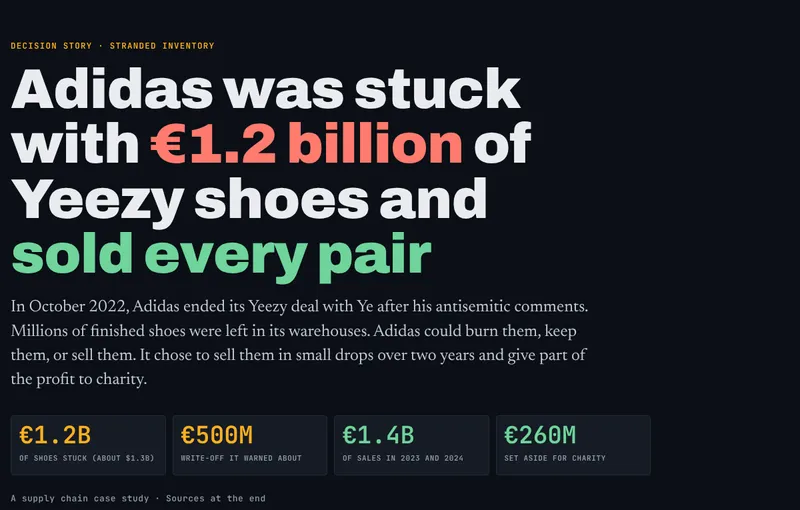 DECISION STORY · STRANDED INVENTORY
Adidas was stuck
with €1.2 billion of
Yeezy shoes and
sold every pair
In October 2022, Adidas ended its Yeezy deal with Ye after his antisemitic comments.
Millions of finished shoes were left in its warehouses. Adidas could burn them, keep
them, or sell them. It chose to sell them in small drops over two years and give part of
the profit to charity.
€1.2B
OF SHOES STUCK (ABOUT $1.3B)
€500M
WRITE-OFF IT WARNED ABOUT
€1.4B
OF SALES IN 2023 AND 2024
€260M
SET ASIDE FOR CHARITY
A supply chain case study · Sources at the end